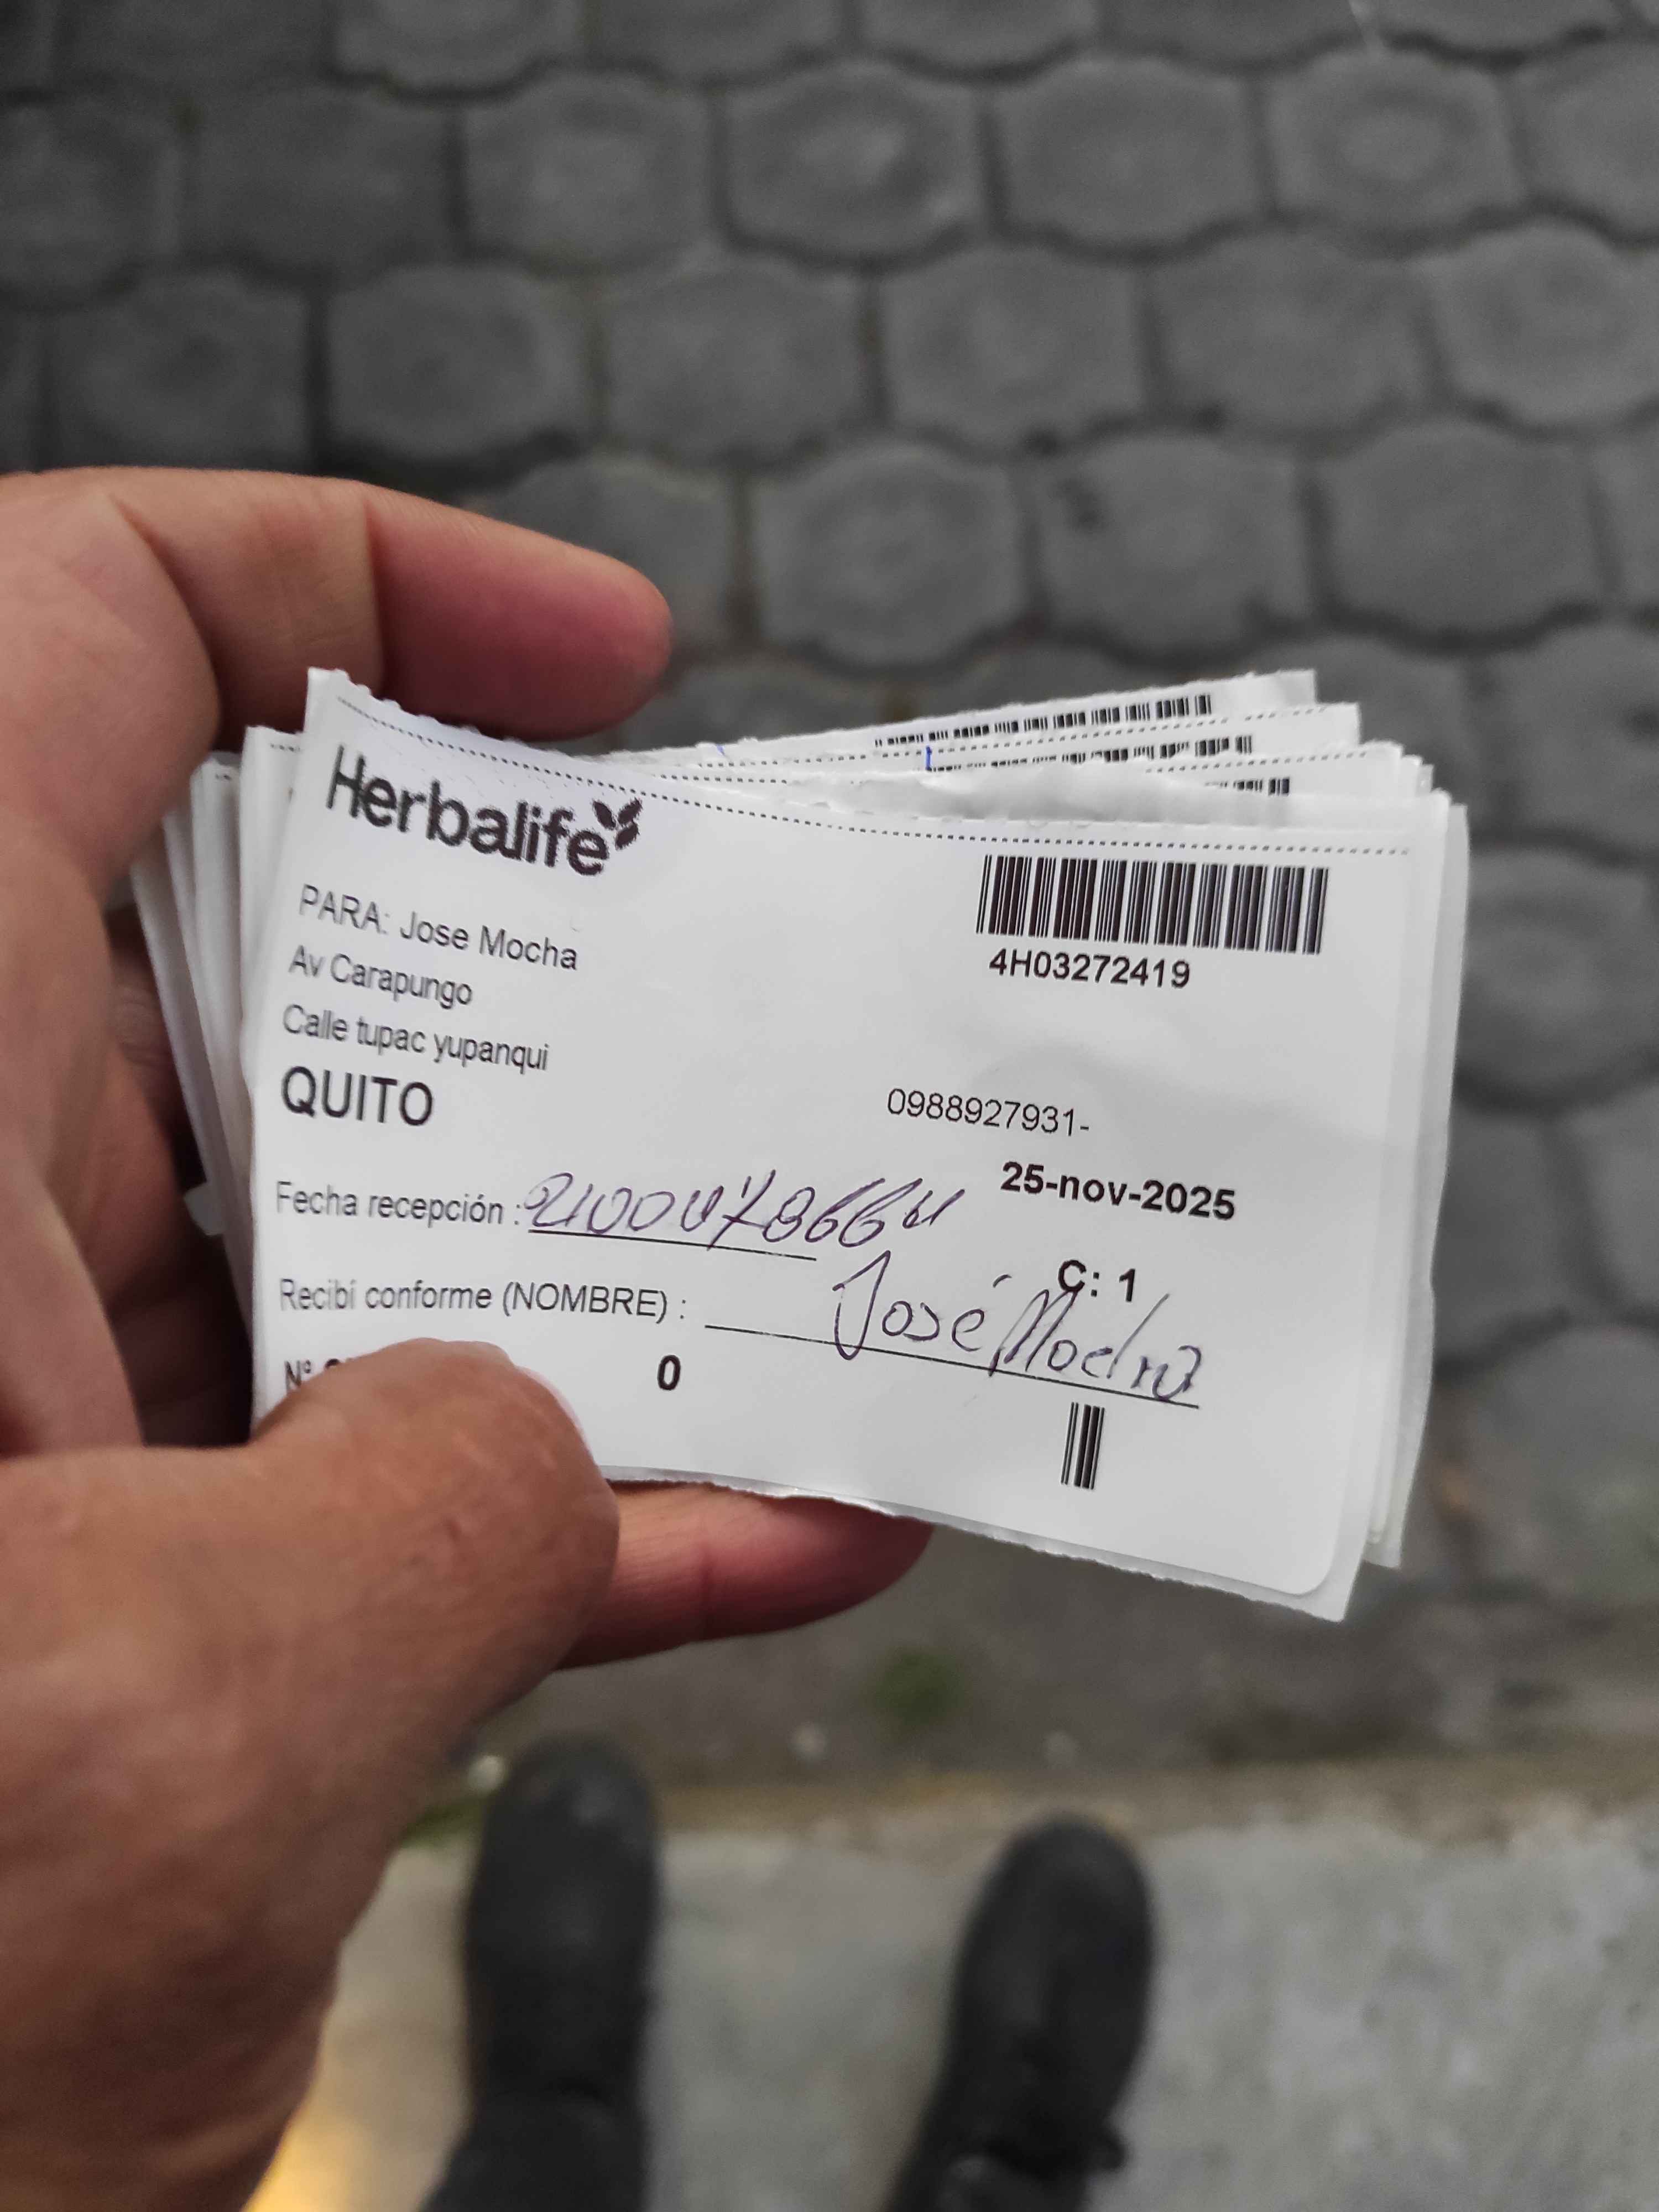 Herbalife
4H03272419
PARA: Jose Mocha
Av Carapungo
Calle tupac yupanqui
QUITO
0988927931-
25-nov-2025
Fecha recepción :
C: 1
Recibí conforme (NOMBRE) : José Mocha
Nº
0